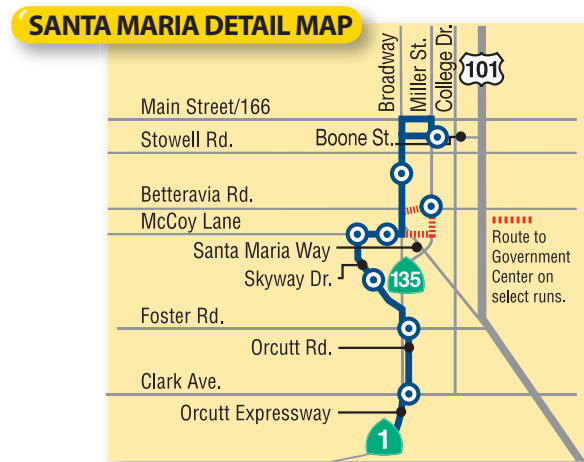 SANTA MARIA DETAIL MAP
Broadway
Miller St.
College Dr.
101
Main Street/166
Stowell Rd.
Boone St.
Betteravia Rd.
McCoy Lane
Santa Maria Way
Skyway Dr.
135
Route to
Government
Center on
select runs.
Foster Rd.
Orcutt Rd.
Clark Ave.
Orcutt Expressway
1